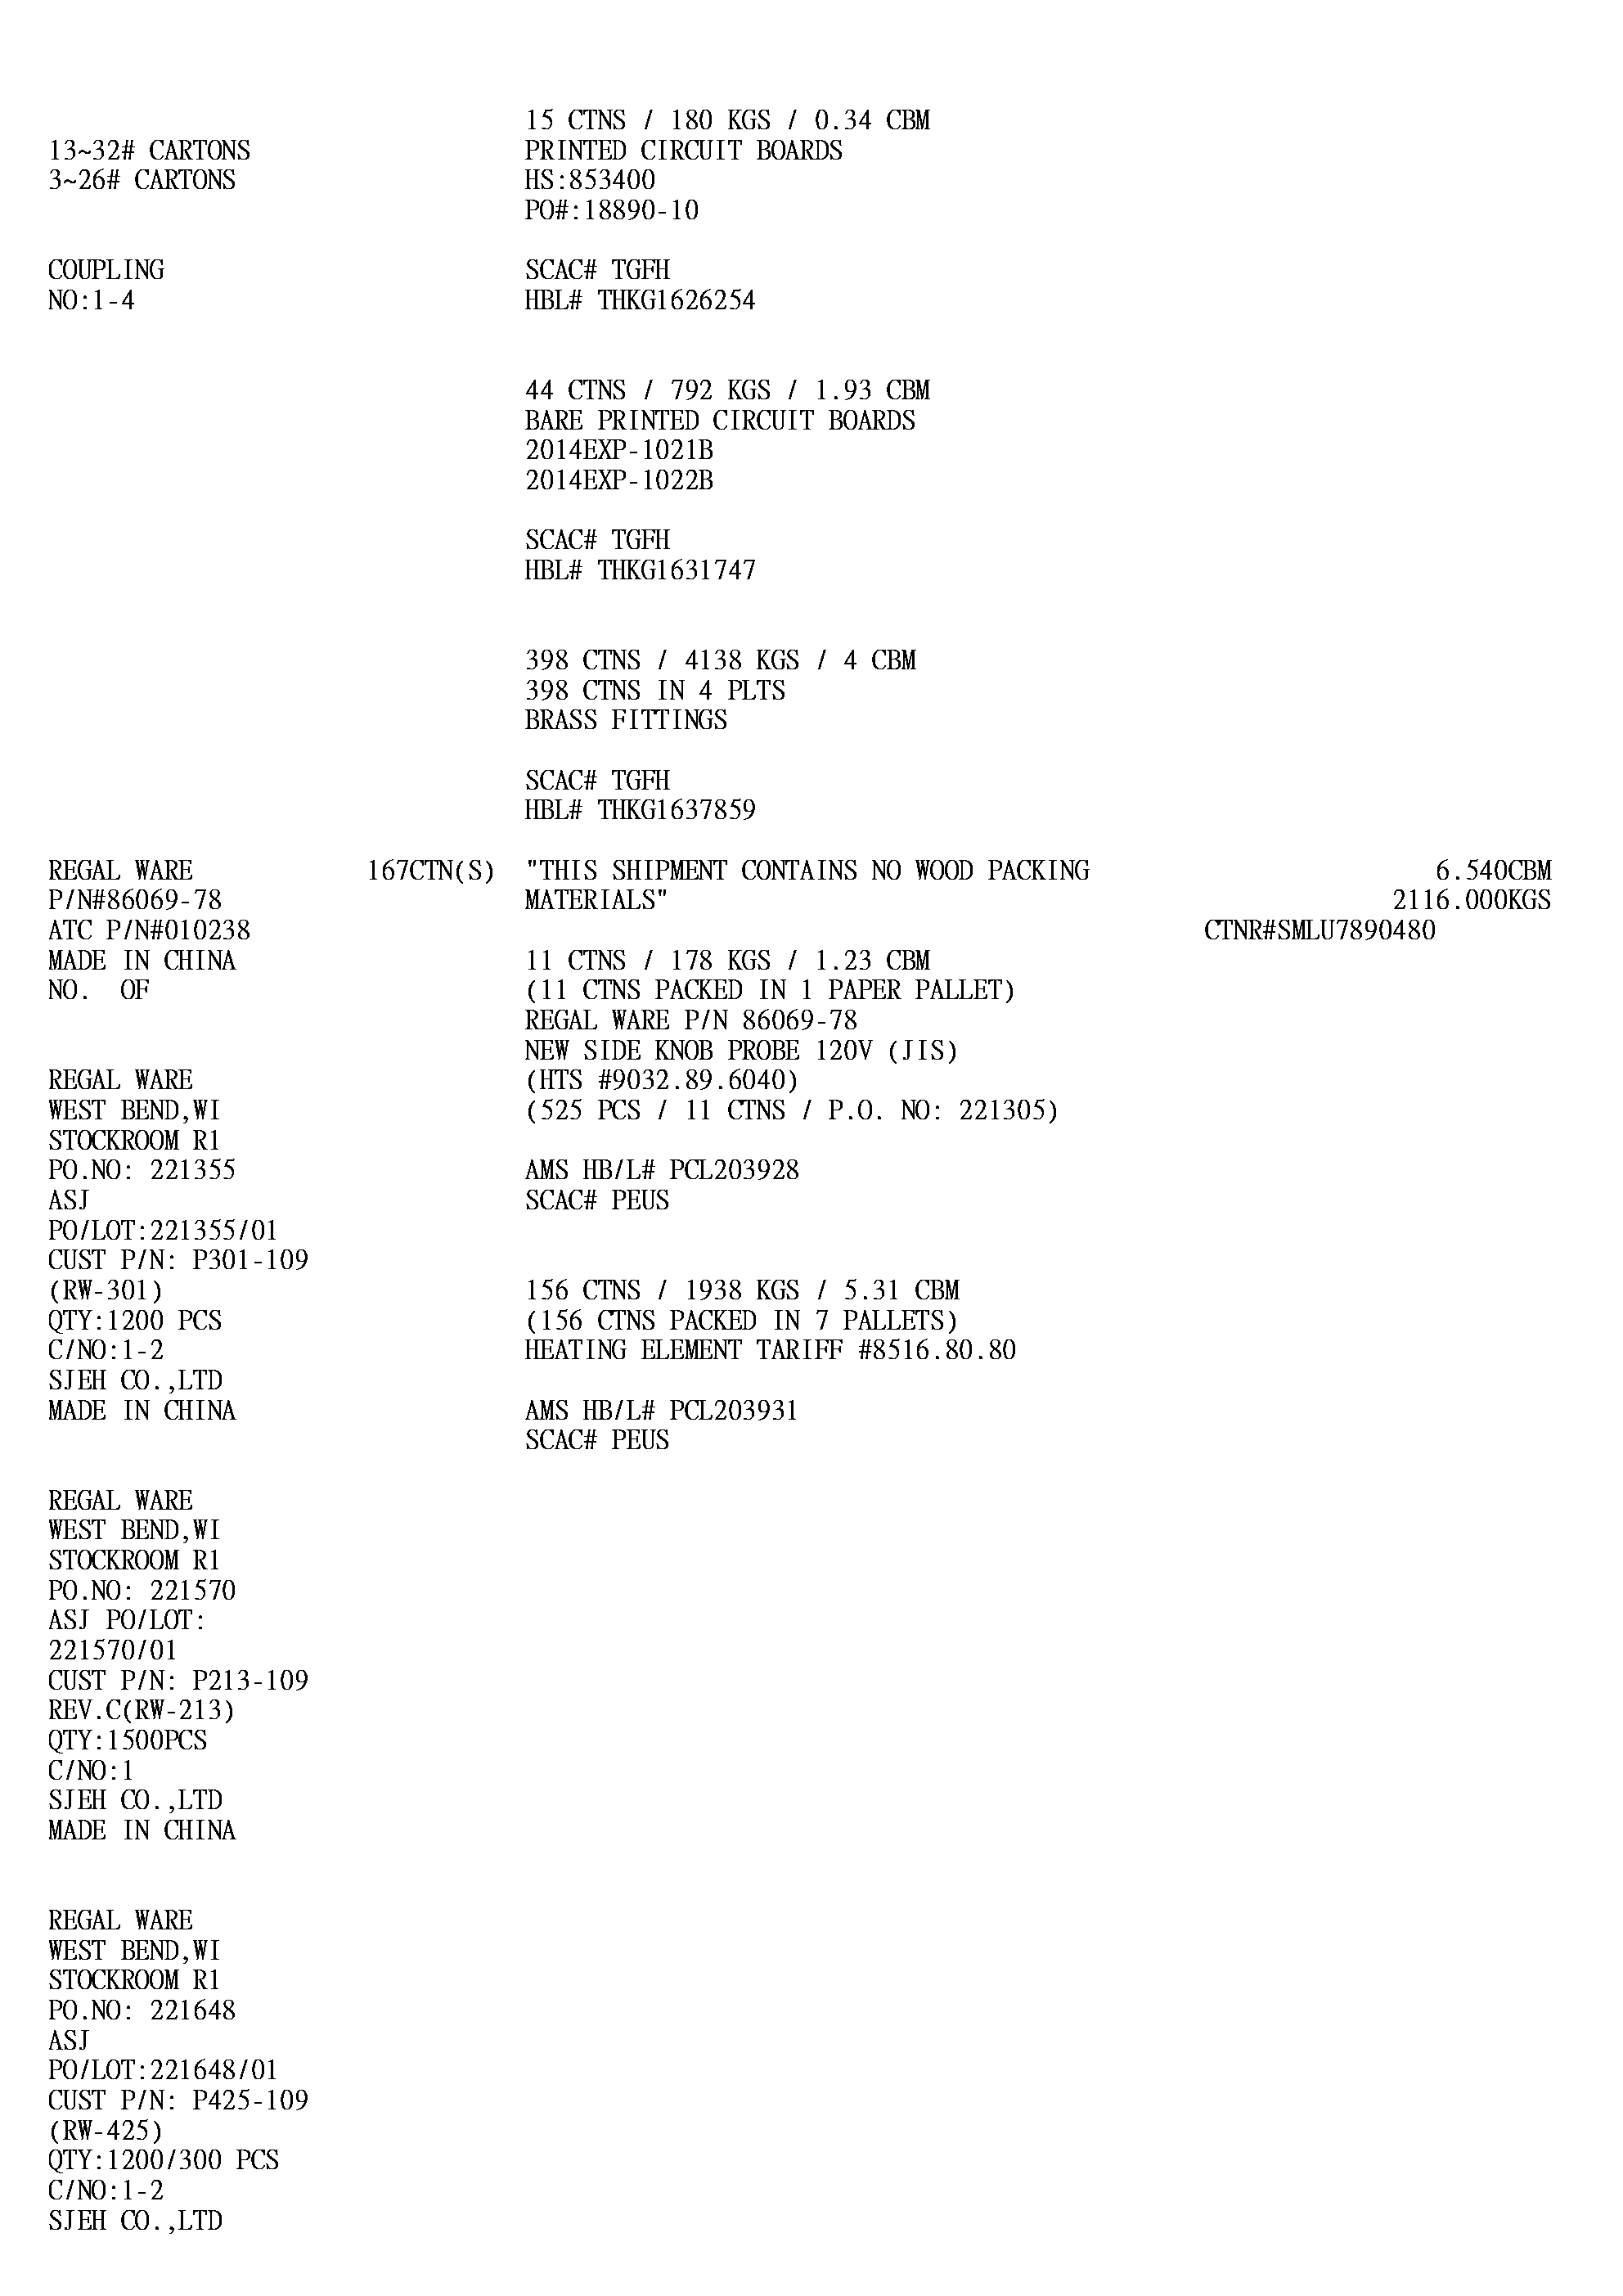 15 CTNS / 180 KGS / 0.34 CBM
13~32# CARTONS PRINTED CIRCUIT BOARDS
3~26# CARTONS HS:853400
PO#:18890-10
COUPLING SCAC# TGFH
NO:1-4 HBL# THKG1626254
44 CTNS / 792 KGS / 1.93 CBM
BARE PRINTED CIRCUIT BOARDS
2014EXP-1021B
2014EXP-1022B
SCAC# TGFH
HBL# THKG1631747
398 CTNS / 4138 KGS / 4 CBM
398 CTNS IN 4 PLTS
BRASS FITTINGS
SCAC# TGFH
HBL# THKG1637859
REGAL WARE 167CTN(S) "THIS SHIPMENT CONTAINS NO WOOD PACKING 6.540CBM
P/N#86069-78 MATERIALS" 2116.000KGS
ATC P/N#010238 CTNR#SMLU7890480
MADE IN CHINA 11 CTNS / 178 KGS / 1.23 CBM
NO. OF (11 CTNS PACKED IN 1 PAPER PALLET)
REGAL WARE P/N 86069-78
NEW SIDE KNOB PROBE 120V (JIS)
REGAL WARE (HTS #9032.89.6040)
WEST BEND,WI (525 PCS / 11 CTNS / P.O. NO: 221305)
STOCKROOM R1
PO.NO: 221355 AMS HB/L# PCL203928
ASJ SCAC# PEUS
PO/LOT:221355/01
CUST P/N: P301-109
(RW-301) 156 CTNS / 1938 KGS / 5.31 CBM
QTY:1200 PCS (156 CTNS PACKED IN 7 PALLETS)
C/NO:1-2 HEATING ELEMENT TARIFF #8516.80.80
SJEH CO.,LTD
MADE IN CHINA AMS HB/L# PCL203931
SCAC# PEUS
REGAL WARE
WEST BEND,WI
STOCKROOM R1
PO.NO: 221570
ASJ PO/LOT:
221570/01
CUST P/N: P213-109
REV.C(RW-213)
QTY:1500PCS
C/NO:1
SJEH CO.,LTD
MADE IN CHINA
REGAL WARE
WEST BEND,WI
STOCKROOM R1
PO.NO: 221648
ASJ
PO/LOT:221648/01
CUST P/N: P425-109
(RW-425)
QTY:1200/300 PCS
C/NO:1-2
SJEH CO.,LTD